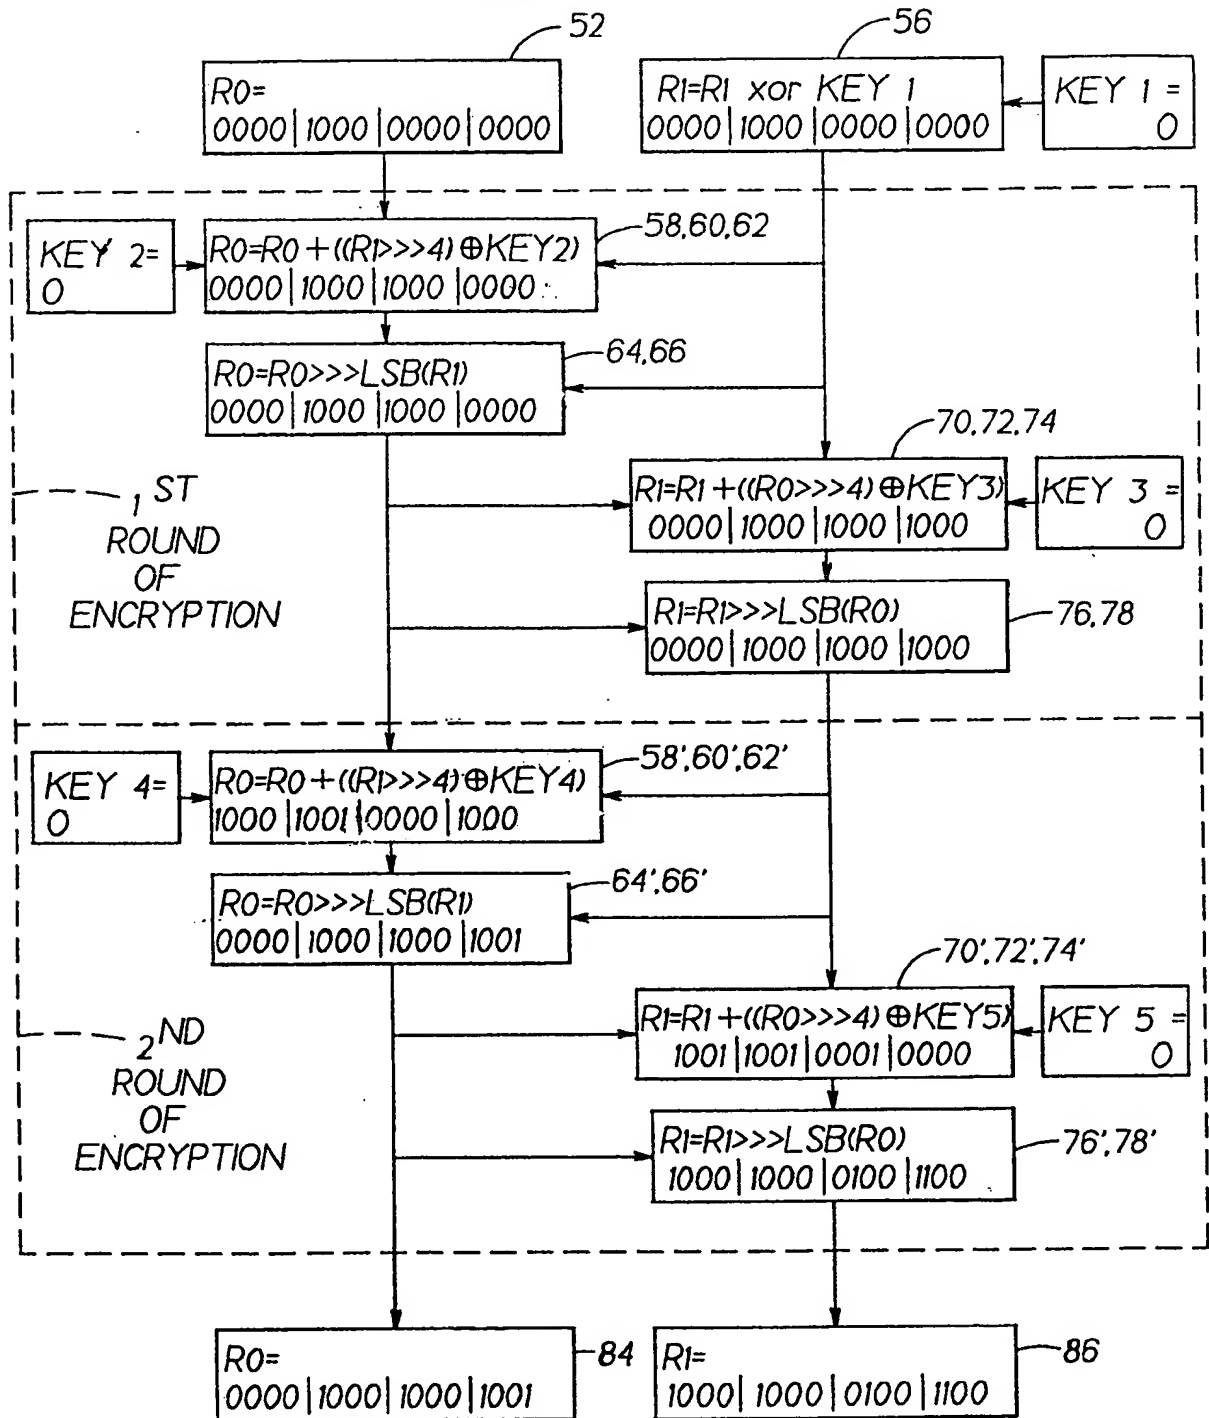 52
56
R0=
0000|1000|0000|0000
R1=R1 xor KEY 1
0000|1000|0000|0000
KEY 1 =
0
KEY 2=
0
R0=R0+((R1>>>4)⊕KEY2)
0000|1000|1000|0000
58,60,62
R0=R0>>>LSB(R1)
0000|1000|1000|0000
64,66
70,72,74
R1=R1+((R0>>>4)⊕KEY3)
0000|1000|1000|1000
KEY 3 =
0
1ST
ROUND
OF
ENCRYPTION
R1=R1>>>LSB(R0)
0000|1000|1000|1000
76,78
KEY 4=
0
R0=R0+((R1>>>4)⊕KEY4)
1000|1001|0000|1000
58',60',62'
R0=R0>>>LSB(R1)
0000|1000|1000|1001
64',66'
70',72',74'
R1=R1+((R0>>>4)⊕KEY5)
1001|1001|0001|0000
KEY 5 =
0
2ND
ROUND
OF
ENCRYPTION
R1=R1>>>LSB(R0)
1000|1000|0100|1100
76',78'
R0=
0000|1000|1000|1001
84
R1=
1000|1000|0100|1100
86